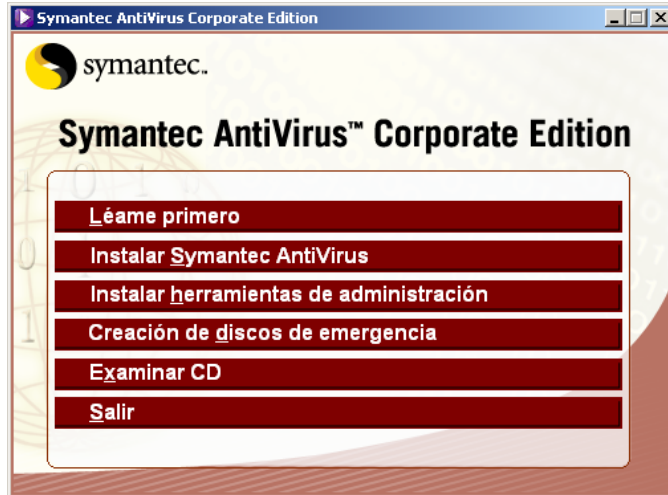 Symantec AntiVirus Corporate Edition
symantec.
Symantec AntiVirus™ Corporate Edition
Léame primero
Instalar Symantec AntiVirus
Instalar herramientas de administración
Creación de discos de emergencia
Examinar CD
Salir